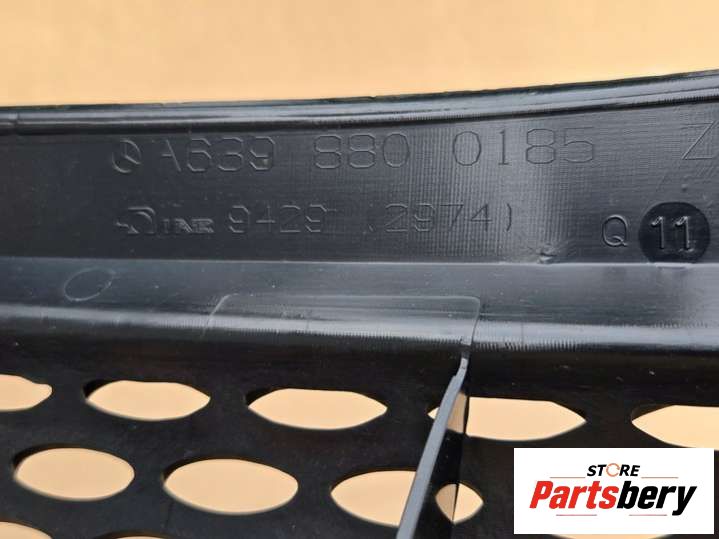 A639 880 0185 Z
9429 (2974) Q 11
STORE
Partsbery